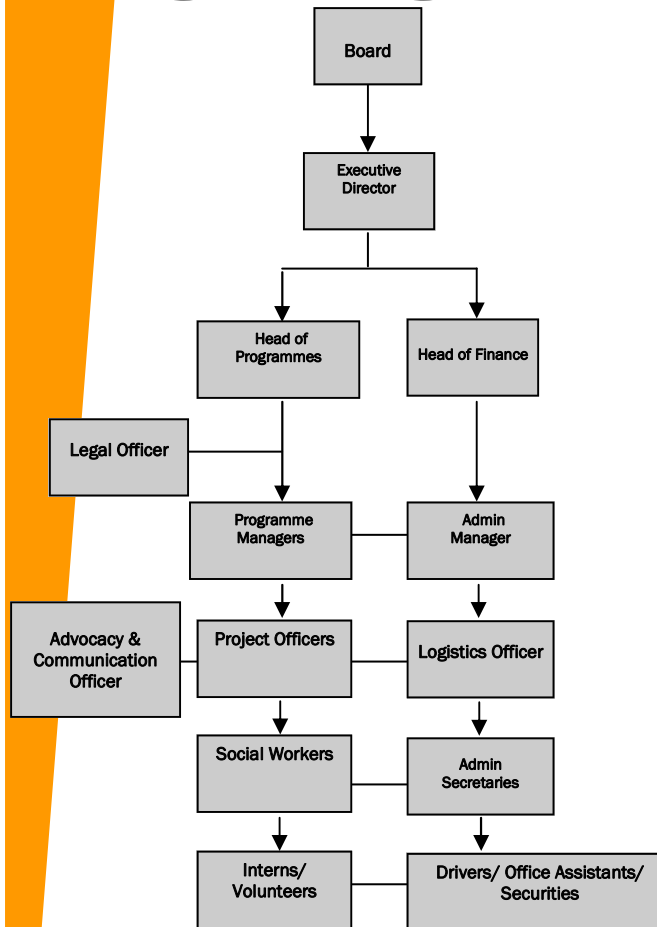 Board
Executive
Director
Head of
Programmes
Head of Finance
Legal Officer
Programme
Managers
Admin
Manager
Advocacy &
Communication
Officer
Project Officers
Logistics Officer
Social Workers
Admin
Secretaries
Interns/
Volunteers
Drivers/ Office Assistants/
Securities